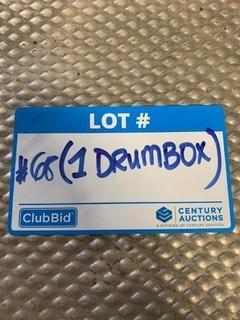 LOT #
#68 (1 DRUMBOX)
ClubBid
CENTURY
AUCTIONS
A DIVISION OF CENTURY SERVICES